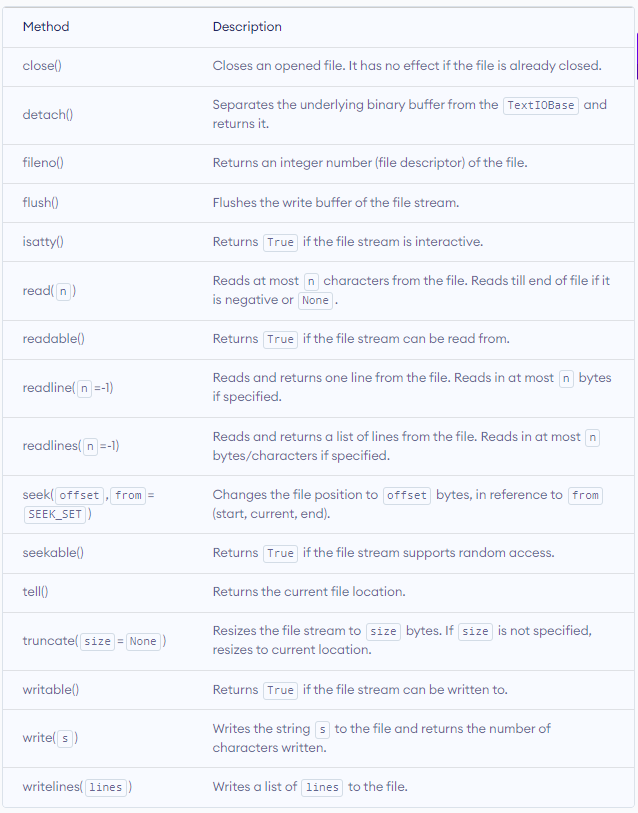 Method Description
close() Closes an opened file. It has no effect if the file is already closed.
detach() Separates the underlying binary buffer from the TextIOBase and
returns it.
fileno() Returns an integer number (file descriptor) of the file.
flush() Flushes the write buffer of the file stream.
isatty() Returns True if the file stream is interactive.
read( n ) Reads at most n characters from the file. Reads till end of file if it
is negative or None .
readable() Returns True if the file stream can be read from.
readline( n =-1) Reads and returns one line from the file. Reads in at most n bytes
if specified.
readlines( n =-1) Reads and returns a list of lines from the file. Reads in at most n
bytes/characters if specified.
seek( offset , from = Changes the file position to offset bytes, in reference to from
SEEK_SET ) (start, current, end).
seekable() Returns True if the file stream supports random access.
tell() Returns the current file location.
truncate( size = None ) Resizes the file stream to size bytes. If size is not specified,
resizes to current location.
writable() Returns True if the file stream can be written to.
write( s ) Writes the string s to the file and returns the number of
characters written.
writelines( lines ) Writes a list of lines to the file.